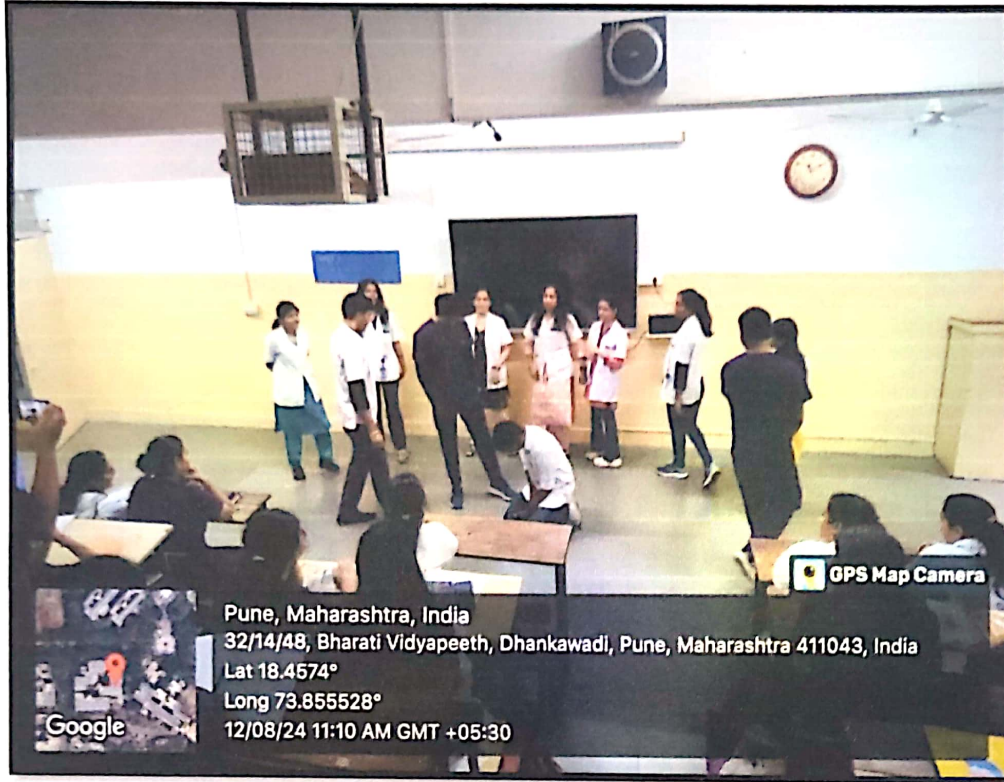 GPS Map Camera
Pune, Maharashtra, India
32/14/48, Bharati Vidyapeeth, Dhankawadi, Pune, Maharashtra 411043, India
Lat 18.4574°
Long 73.855528°
12/08/24 11:10 AM GMT +05:30
Google